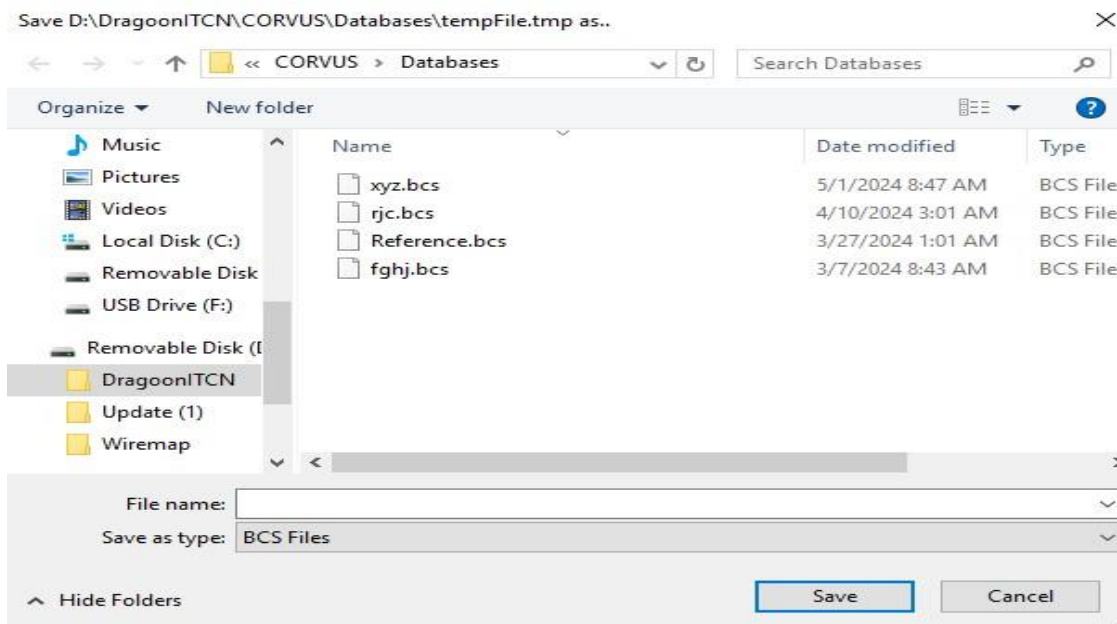 Save D:\DragoonITCN\CORVUS\Databases\tempFile.tmp as..
« CORVUS > Databases
Search Databases
Organize
New folder
Music
Pictures
Videos
Local Disk (C:)
Removable Disk
USB Drive (F:)
Removable Disk (
DragoonITCN
Update (1)
Wiremap
Name Date modified Type
xyz.bcs 5/1/2024 8:47 AM BCS File
rjc.bcs 4/10/2024 3:01 AM BCS File
Reference.bcs 3/27/2024 1:01 AM BCS File
fghj.bcs 3/7/2024 8:43 AM BCS File
File name:
Save as type: BCS Files
Hide Folders
Save Cancel